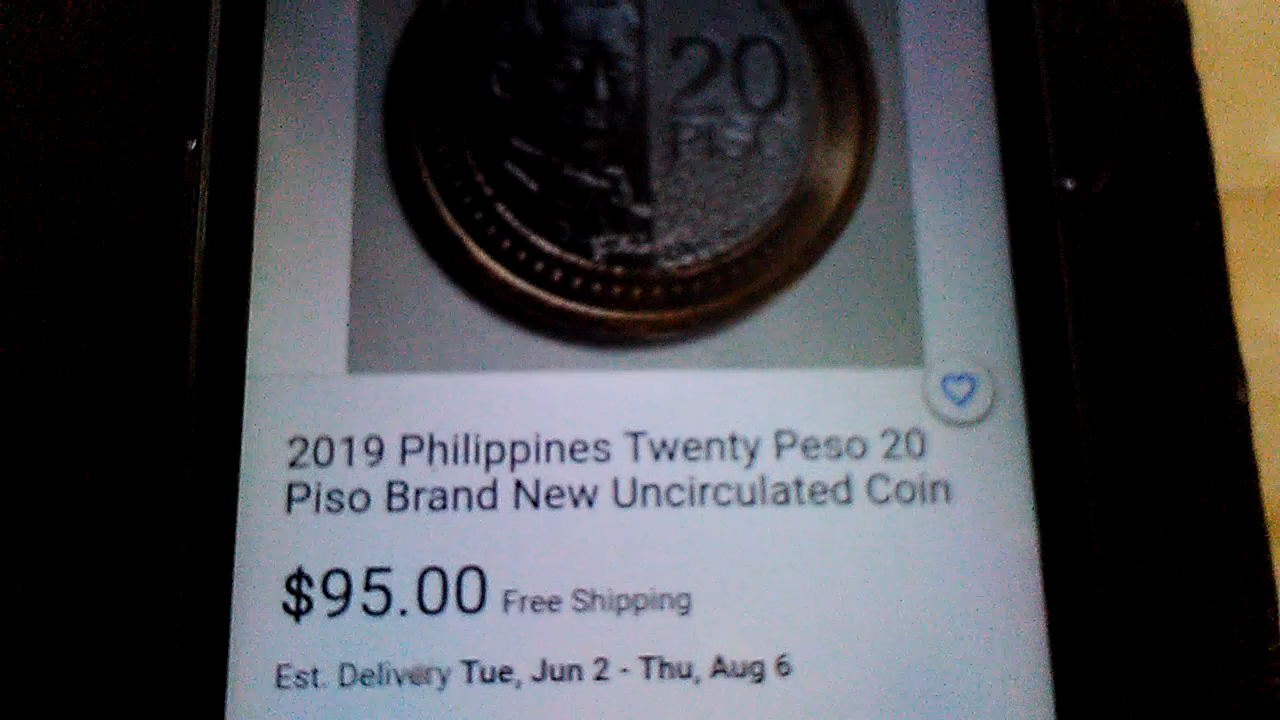 20
PISO
2019 Philippines Twenty Peso 20
Piso Brand New Uncirculated Coin
$95.00 Free Shipping
Est. Delivery Tue, Jun 2 - Thu, Aug 6